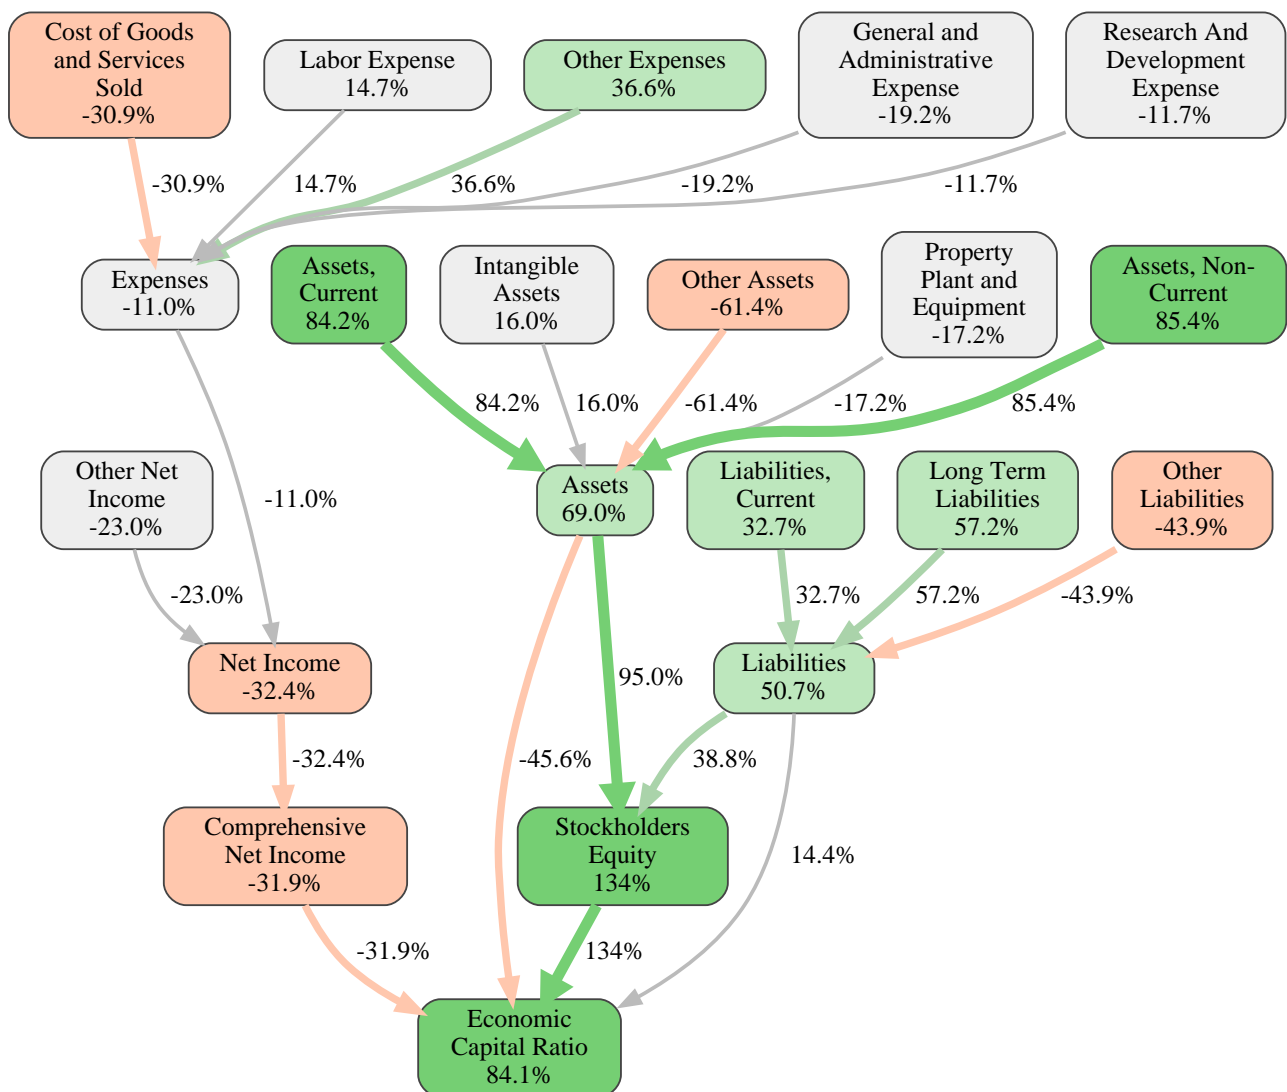 Cost of Goods
and Services
Sold
-30.9%
Labor Expense
14.7%
Other Expenses
36.6%
General and
Administrative
Expense
-19.2%
Research And
Development
Expense
-11.7%
-30.9%
14.7%
36.6%
-19.2%
-11.7%
Expenses
-11.0%
Assets,
Current
84.2%
Intangible
Assets
16.0%
Other Assets
-61.4%
Property
Plant and
Equipment
-17.2%
Assets, Non-
Current
85.4%
84.2%
16.0%
-61.4%
-17.2%
85.4%
Other Net
Income
-23.0%
-11.0%
Assets
69.0%
Liabilities,
Current
32.7%
Long Term
Liabilities
57.2%
Other
Liabilities
-43.9%
-23.0%
32.7%
57.2%
-43.9%
Net Income
-32.4%
95.0%
Liabilities
50.7%
-32.4%
-45.6%
38.8%
Comprehensive
Net Income
-31.9%
Stockholders
Equity
134%
14.4%
-31.9%
134%
Economic
Capital Ratio
84.1%